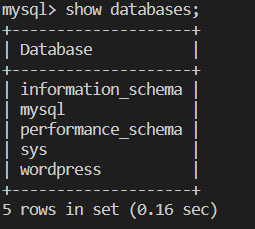 mysql> show databases;
+--------------------+
| Database           |
+--------------------+
| information_schema |
| mysql              |
| performance_schema |
| sys                |
| wordpress          |
+--------------------+
5 rows in set (0.16 sec)